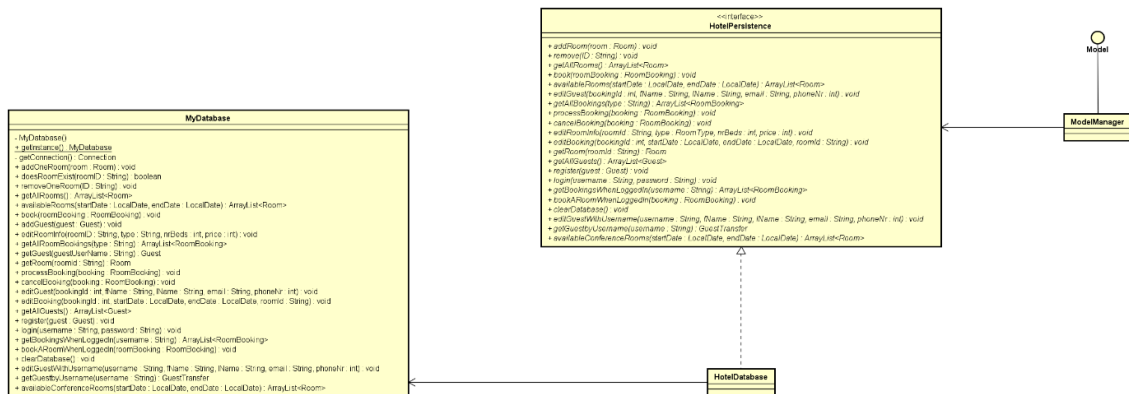 <<interface>>
HotelPersistence
+ addRoom(room : Room) : void
+ remove(ID : String) : void
+ getAllRooms() : ArrayList<Room>
+ book(roomBooking : RoomBooking) : void
+ availableRooms(startDate : LocalDate, endDate : LocalDate) : ArrayList<Room>
+ editGuest(bookingId : int, fName : String, lName : String, email : String, phoneNr : int) : void
+ getAllBookings(type : String) : ArrayList<RoomBooking>
+ processBooking(booking : RoomBooking) : void
+ cancelBooking(booking : RoomBooking) : void
+ editRoomInfo(roomId : String, type : RoomType, nrBeds : int, price : int) : void
+ editBooking(bookingId : int, startDate : LocalDate, endDate : LocalDate, roomId : String) : void
+ getRoom(roomId : String) : Room
+ getAllGuests() : ArrayList<Guest>
+ register(guest : Guest) : void
+ login(username : String, password : String) : void
+ getBookingsWhenLoggedIn(username : String) : ArrayList<RoomBooking>
+ bookARoomWhenLoggedIn(booking : RoomBooking) : void
+ clearDatabase() : void
+ editGuestWithUsername(username : String, fName : String, lName : String, email : String, phoneNr : int) : void
+ getGuestbyUsername(username : String) : GuestTransfer
+ availableConferenceRooms(startDate : LocalDate, endDate : LocalDate) : ArrayList<Room>
Model
ModelManager
MyDatabase
- MyDatabase()
+ getInstance() : MyDatabase
- getConnection() : Connection
+ addOneRoom(room : Room) : void
+ doesRoomExist(roomID : String) : boolean
+ removeOneRoom(ID : String) : void
+ getAllRooms() : ArrayList<Room>
+ availableRooms(startDate : LocalDate, endDate : LocalDate) : ArrayList<Room>
+ book(roomBooking : RoomBooking) : void
+ addGuest(guest : Guest) : void
+ editRoomInfo(roomID : String, type : String, nrBeds : int, price : int) : void
+ getAllRoomBookings(type : String) : ArrayList<RoomBooking>
+ getGuest(guestUserName : String) : Guest
+ getRoom(roomId : String) : Room
+ processBooking(booking : RoomBooking) : void
+ cancelBooking(booking : RoomBooking) : void
+ editGuest(bookingId : int, fName : String, lName : String, email : String, phoneNr : int) : void
+ editBooking(bookingId : int, startDate : LocalDate, endDate : LocalDate, roomid : String) : void
+ getAllGuests() : ArrayList<Guest>
+ register(guest : Guest) : void
+ login(username : String, password : String) : void
+ getBookingsWhenLoggedIn(username : String) : ArrayList<RoomBooking>
+ bookARoomWhenLoggedIn(roomBooking : RoomBooking) : void
+ clearDatabase() : void
+ editGuestWithUsername(username : String, fName : String, lName : String, email : String, phoneNr : int) : void
+ getGuestbyUsername(username : String) : GuestTransfer
+ availableConferenceRooms(startDate : LocalDate, endDate : LocalDate) : ArrayList<Room>
HotelDatabase